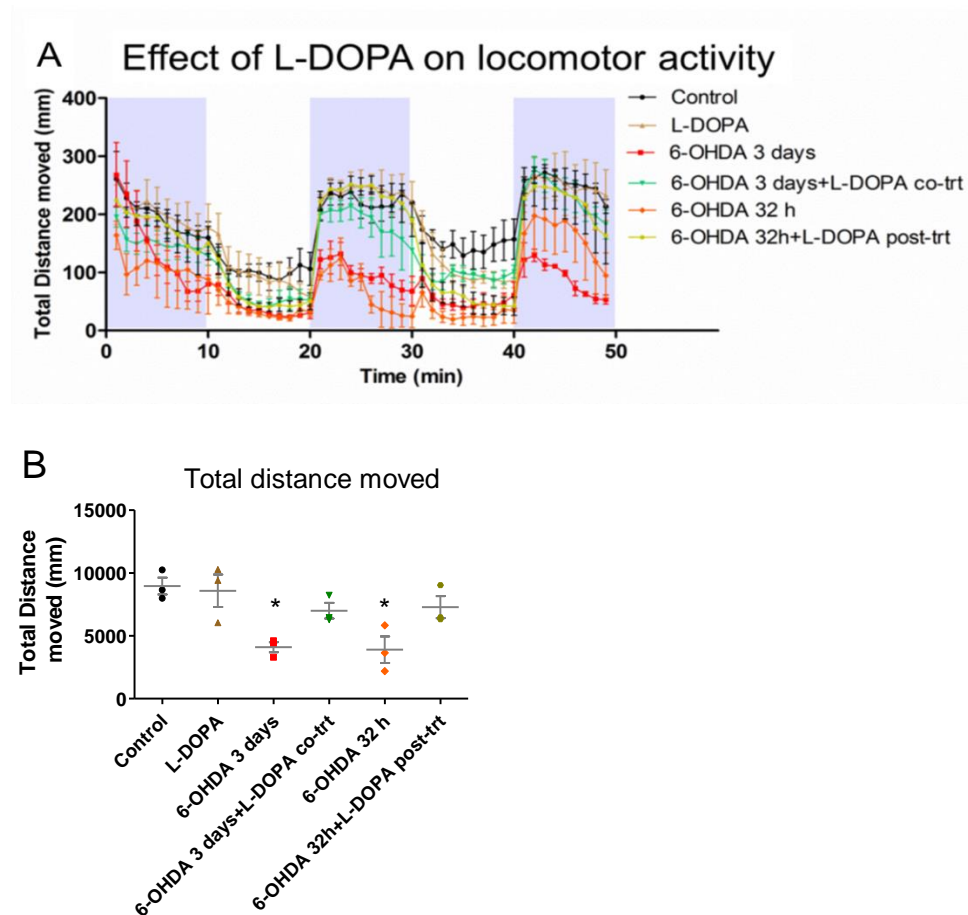 A
Effect of L-DOPA on locomotor activity
Total Distance moved (mm)
400
300
200
100
0
0
10
20
30
40
50
Time (min)
Control
L-DOPA
6-OHDA 3 days
6-OHDA 3 days+L-DOPA co-trt
6-OHDA 32 h
6-OHDA 32h+L-DOPA post-trt
B
Total distance moved
Total Distance
moved (mm)
15000
10000
5000
0
*
*
Control
L-DOPA
6-OHDA 3 days
6-OHDA 3 days+L-DOPA co-trt
6-OHDA 32 h
6-OHDA 32h+L-DOPA post-trt